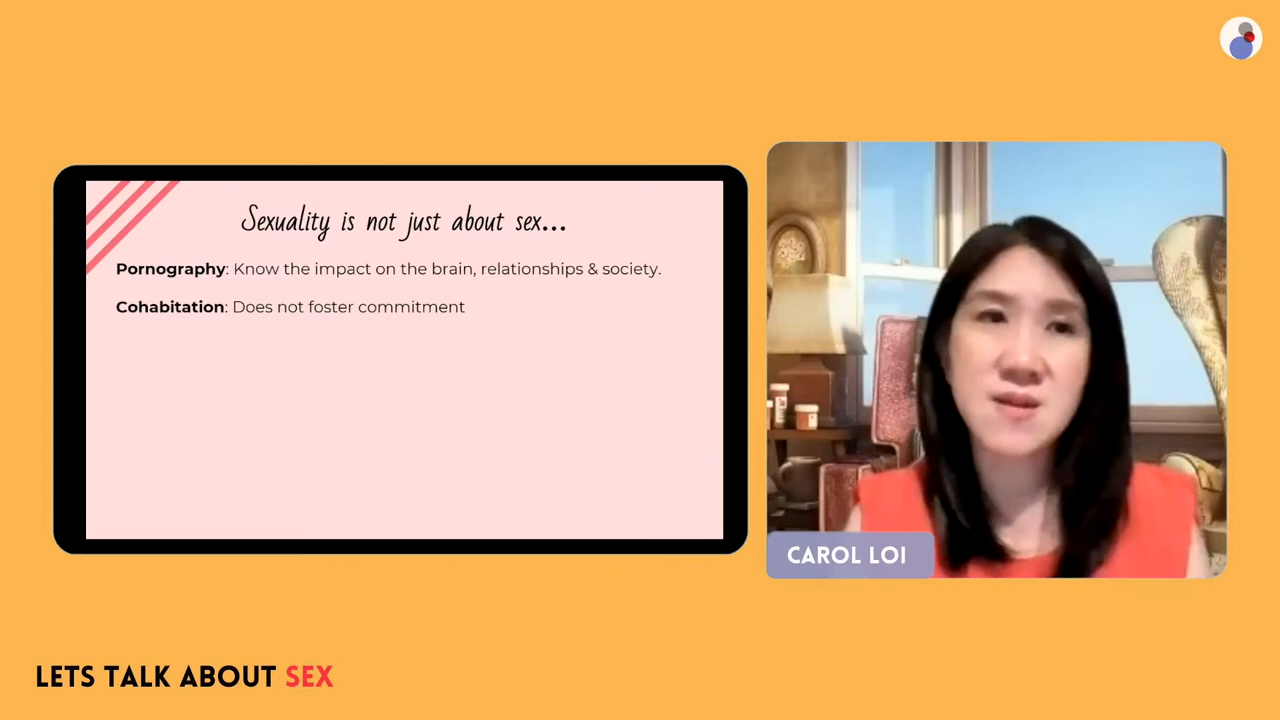 Sexuality is not just about sex...
Pornography: Know the impact on the brain, relationships & society.
Cohabitation: Does not foster commitment
CAROL LOI
LETS TALK ABOUT SEX